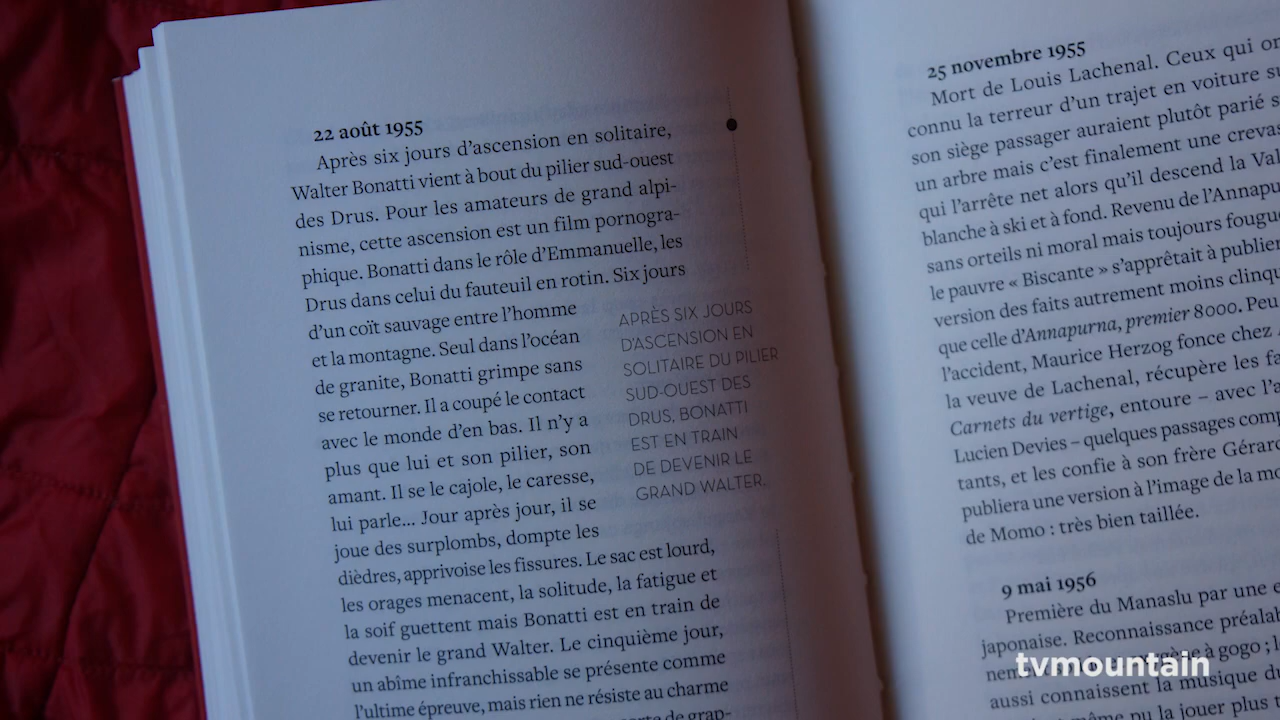 22 août 1955
Après six jours d'ascension en solitaire,
Walter Bonatti vient à bout du pilier sud-ouest
des Drus. Pour les amateurs de grand alpi-
nisme, cette ascension est un film pornogra-
phique. Bonatti dans le rôle d'Emmanuelle, les
Drus dans celui du fauteuil en rotin. Six jours
d'un coït sauvage entre l'homme
et la montagne. Seul dans l'océan
de granite, Bonatti grimpe sans
se retourner. Il a coupé le contact
avec le monde d'en bas. Il n'y a
plus que lui et son pilier, son
amant. Il se le cajole, le caresse,
lui parle... Jour après jour, il se
joue des surplombs, dompte les
dièdres, apprivoise les fissures. Le sac est lourd,
les orages menacent, la solitude, la fatigue et
la soif guettent mais Bonatti est en train de
devenir le grand Walter. Le cinquième jour,
un abîme infranchissable se présente comme
l'ultime épreuve, mais rien ne résiste au charme
de grap-
APRÈS SIX JOURS
D'ASCENSION EN
SOLITAIRE DU PILIER
SUD-OUEST DES
DRUS, BONATTI
EST EN TRAIN
DE DEVENIR LE
GRAND WALTER.
25 novembre 1955
Mort de Louis Lachenal. Ceux qui
connu la terreur d'un trajet en voiture
son siège passager auraient plutôt parié
un arbre mais c'est finalement une
qui l'arrête net alors qu'il descend la
blanche à ski et à fond. Revenu de
sans orteils ni moral mais toujours
le pauvre « Biscante » s'apprêtait à
version des faits autrement moins
que celle d'Annapurna, premier 8000.
l'accident, Maurice Herzog fonce chez
la veuve de Lachenal, récupère les
Carnets du vertige, entoure – avec
Lucien Devies – quelques passages
tants, et les confie à son frère
publiera une version à l'image de la
de Momo : très bien taillée.
9 mai 1956
Première du Manaslu par une
japonaise. Reconnaissance
à gogo ;
aussi connaissent la musique
pu la jouer plus
tvmountain